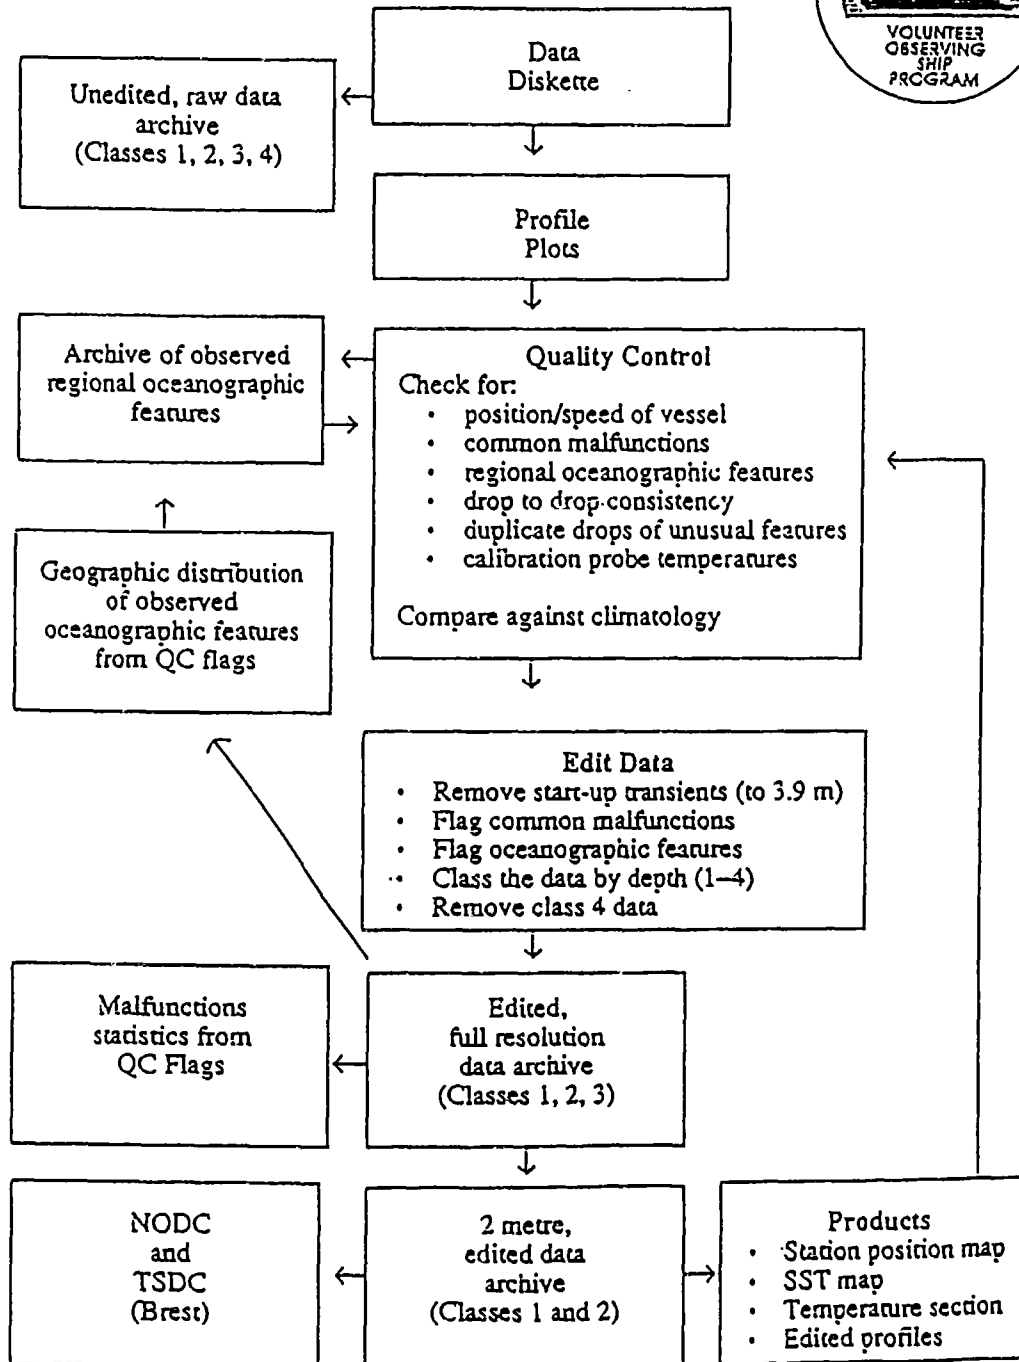 VOLUNTEER
OBSERVING
SHIP
PROGRAM
Data
Diskette
Unedited, raw data
archive
(Classes 1, 2, 3, 4)
Profile
Plots
Archive of observed
regional oceanographic
features
Quality Control
Check for:
• position/speed of vessel
• common malfunctions
• regional oceanographic features
• drop to drop consistency
• duplicate drops of unusual features
• calibration probe temperatures
Compare against climatology
Geographic distribution
of observed
oceanographic features
from QC flags
Edit Data
• Remove start-up transients (to 3.9 m)
• Flag common malfunctions
• Flag oceanographic features
• Class the data by depth (1–4)
• Remove class 4 data
Malfunctions
statistics from
QC Flags
Edited,
full resolution
data archive
(Classes 1, 2, 3)
NODC
and
TSDC
(Brest)
2 metre,
edited data
archive
(Classes 1 and 2)
Products
• Station position map
• SST map
• Temperature section
• Edited profiles